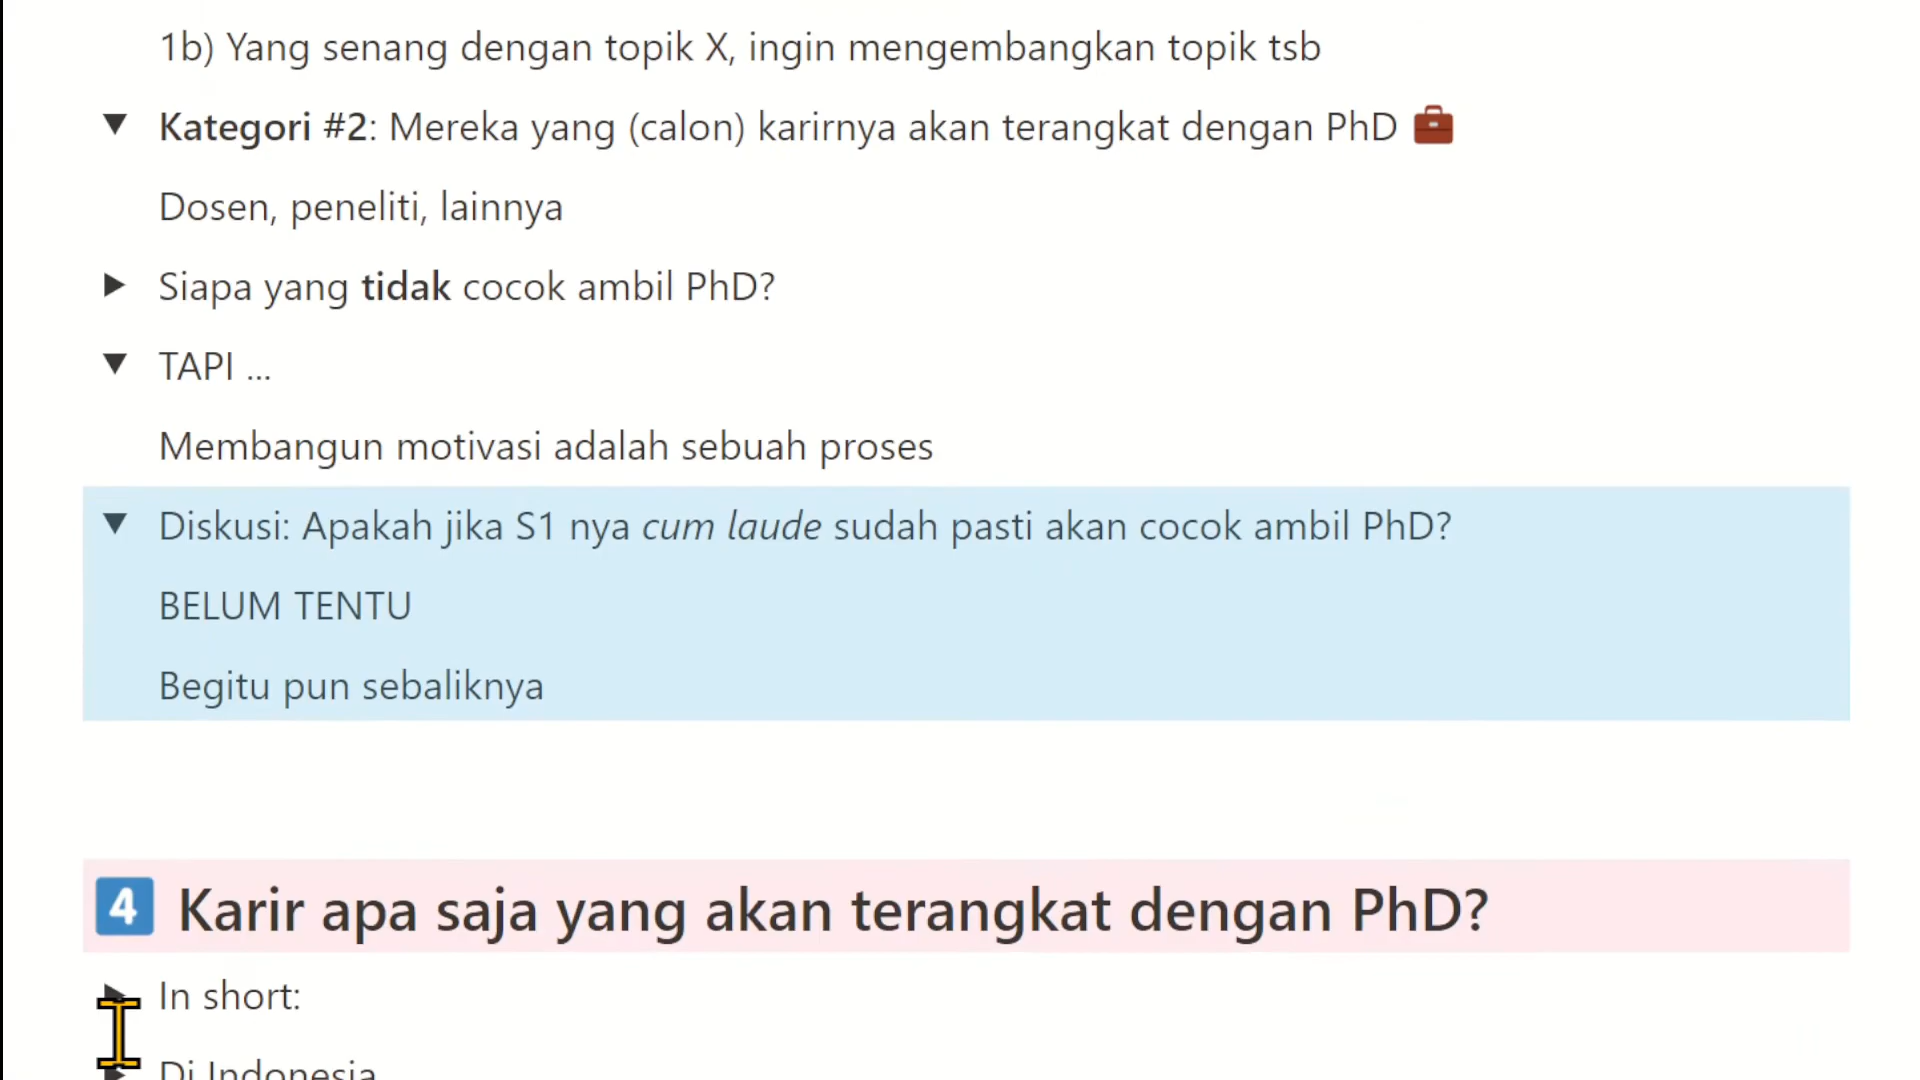 1b) Yang senang dengan topik X, ingin mengembangkan topik tsb
Kategori #2: Mereka yang (calon) karirnya akan terangkat dengan PhD
Dosen, peneliti, lainnya
Siapa yang tidak cocok ambil PhD?
TAPI ...
Membangun motivasi adalah sebuah proses
Diskusi: Apakah jika S1 nya cum laude sudah pasti akan cocok ambil PhD?
BELUM TENTU
Begitu pun sebaliknya
4 Karir apa saja yang akan terangkat dengan PhD?
In short:
Di Indonesia